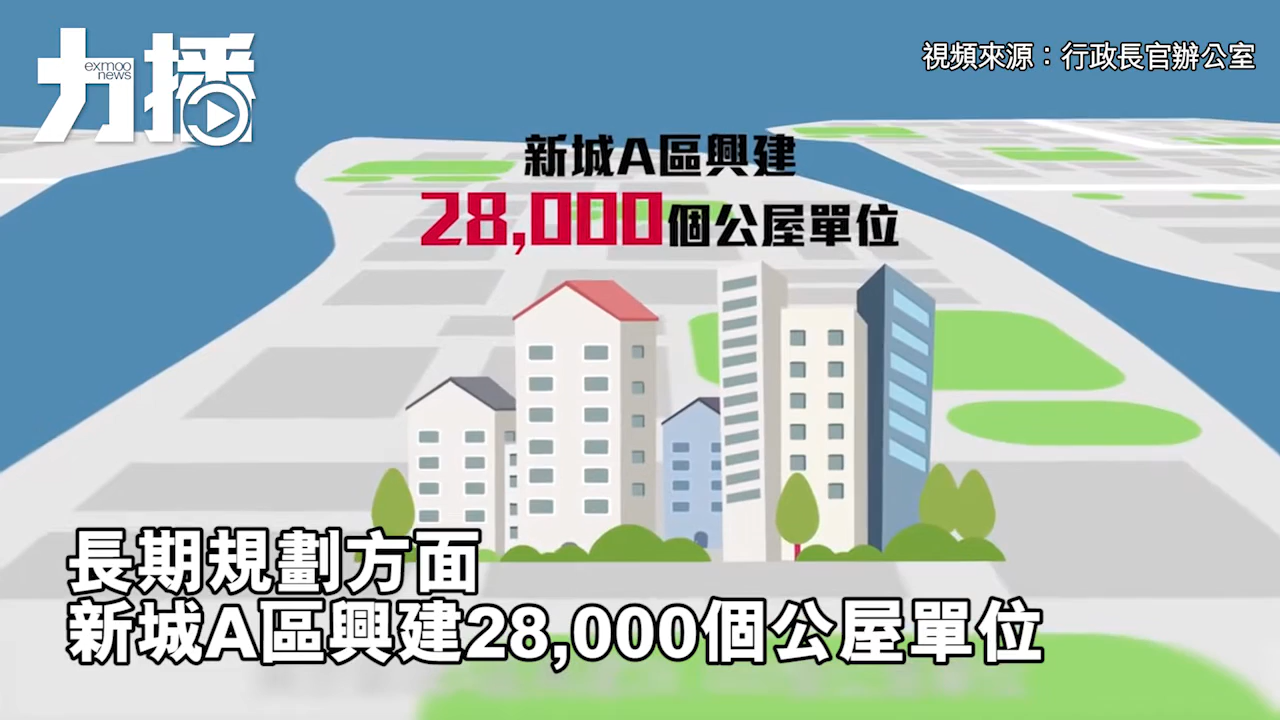 力播
exmoo
news
視頻來源：行政長官辦公室
新城A區興建
28,000個公屋單位
長期規劃方面
新城A區興建28,000個公屋單位